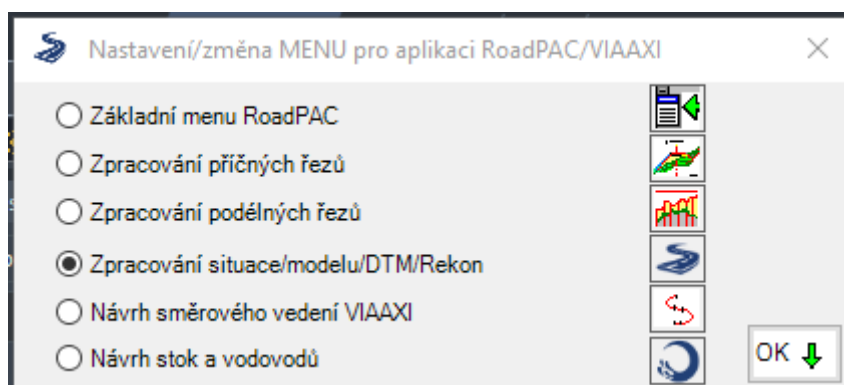 Nastavení/změna MENU pro aplikaci RoadPAC/VIAAXI
Základní menu RoadPAC
Zpracování příčných řezů
Zpracování podélných řezů
Zpracování situace/modelu/DTM/Rekon
Návrh směrového vedení VIAAXI
Návrh stok a vodovodů
OK